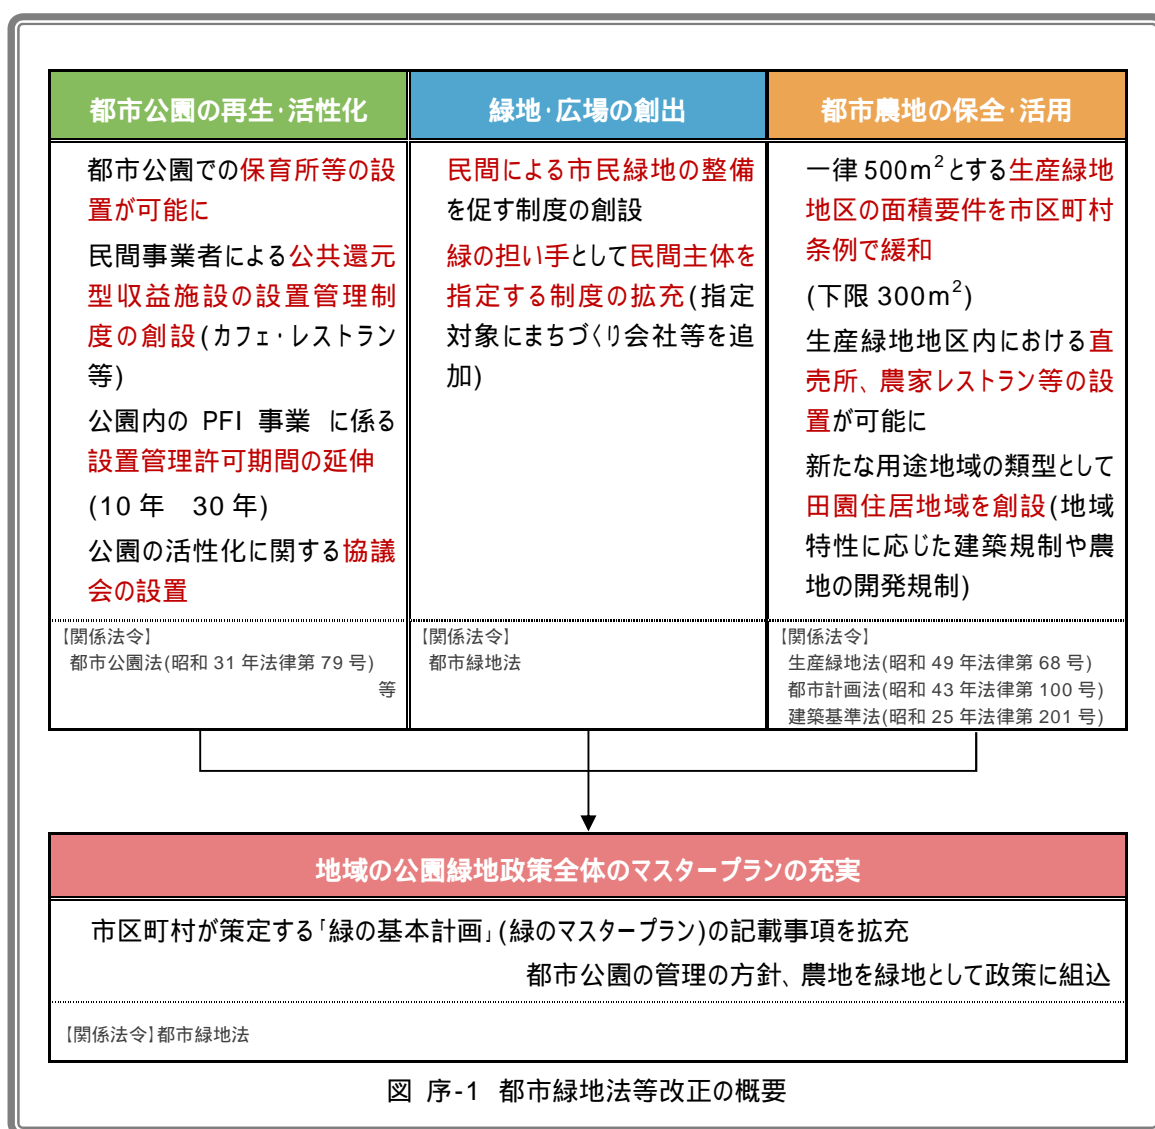 都市公園の再生･活性化
都市公園での保育所等の設
置が可能に
民間事業者による公共還元
型収益施設の設置管理制
度の創設(カフェ･レストラン
等)
公園内の PFI 事業 に係る
設置管理許可期間の延伸
(10 年　30 年)
公園の活性化に関する協議
会の設置
【関係法令】
都市公園法(昭和 31 年法律第 79 号)
等
緑地･広場の創出
民間による市民緑地の整備
を促す制度の創設
緑の担い手として民間主体を
指定する制度の拡充(指定
対象にまちづくり会社等を追
加)
【関係法令】
都市緑地法
都市農地の保全･活用
一律 500m²とする生産緑地
地区の面積要件を市区町村
条例で緩和
(下限 300m²)
生産緑地地区内における直
売所、農家レストラン等の設
置が可能に
新たな用途地域の類型として
田園住居地域を創設(地域
特性に応じた建築規制や農
地の開発規制)
【関係法令】
生産緑地法(昭和 49 年法律第 68 号)
都市計画法(昭和 43 年法律第 100 号)
建築基準法(昭和 25 年法律第 201 号)
地域の公園緑地政策全体のマスタープランの充実
市区町村が策定する｢緑の基本計画｣(緑のマスタープラン)の記載事項を拡充
都市公園の管理の方針、農地を緑地として政策に組込
【関係法令】都市緑地法
図 序-1 都市緑地法等改正の概要